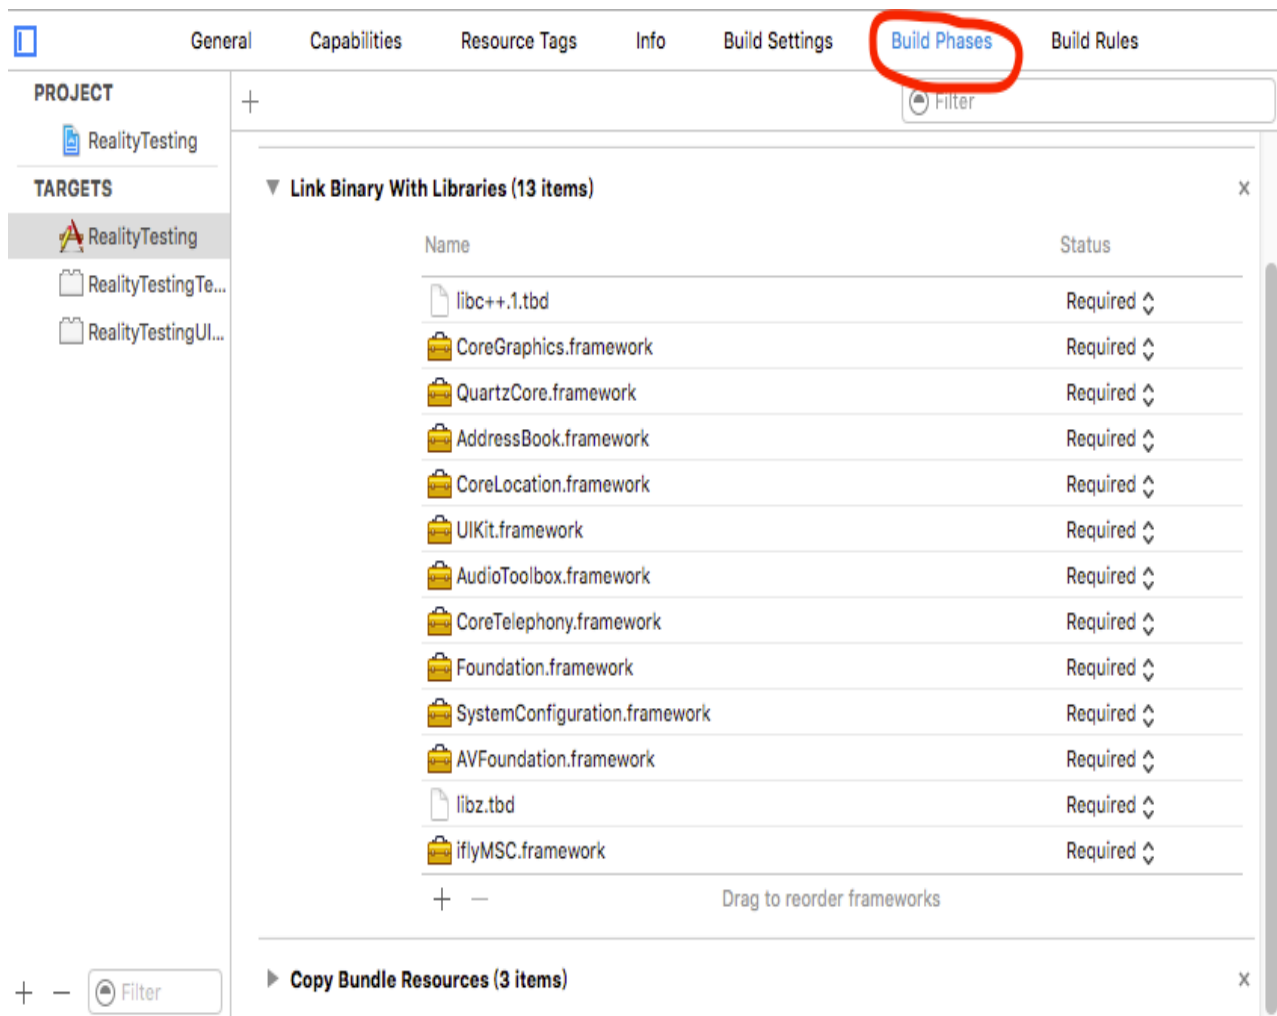 General Capabilities Resource Tags Info Build Settings Build Phases Build Rules
PROJECT
Filter
RealityTesting
TARGETS
Link Binary With Libraries (13 items)
RealityTesting
Name Status
RealityTestingTe...
libc++.1.tbd Required
RealityTestingUI...
CoreGraphics.framework Required
QuartzCore.framework Required
AddressBook.framework Required
CoreLocation.framework Required
UIKit.framework Required
AudioToolbox.framework Required
CoreTelephony.framework Required
Foundation.framework Required
SystemConfiguration.framework Required
AVFoundation.framework Required
libz.tbd Required
iflyMSC.framework Required
Drag to reorder frameworks
Copy Bundle Resources (3 items)
Filter